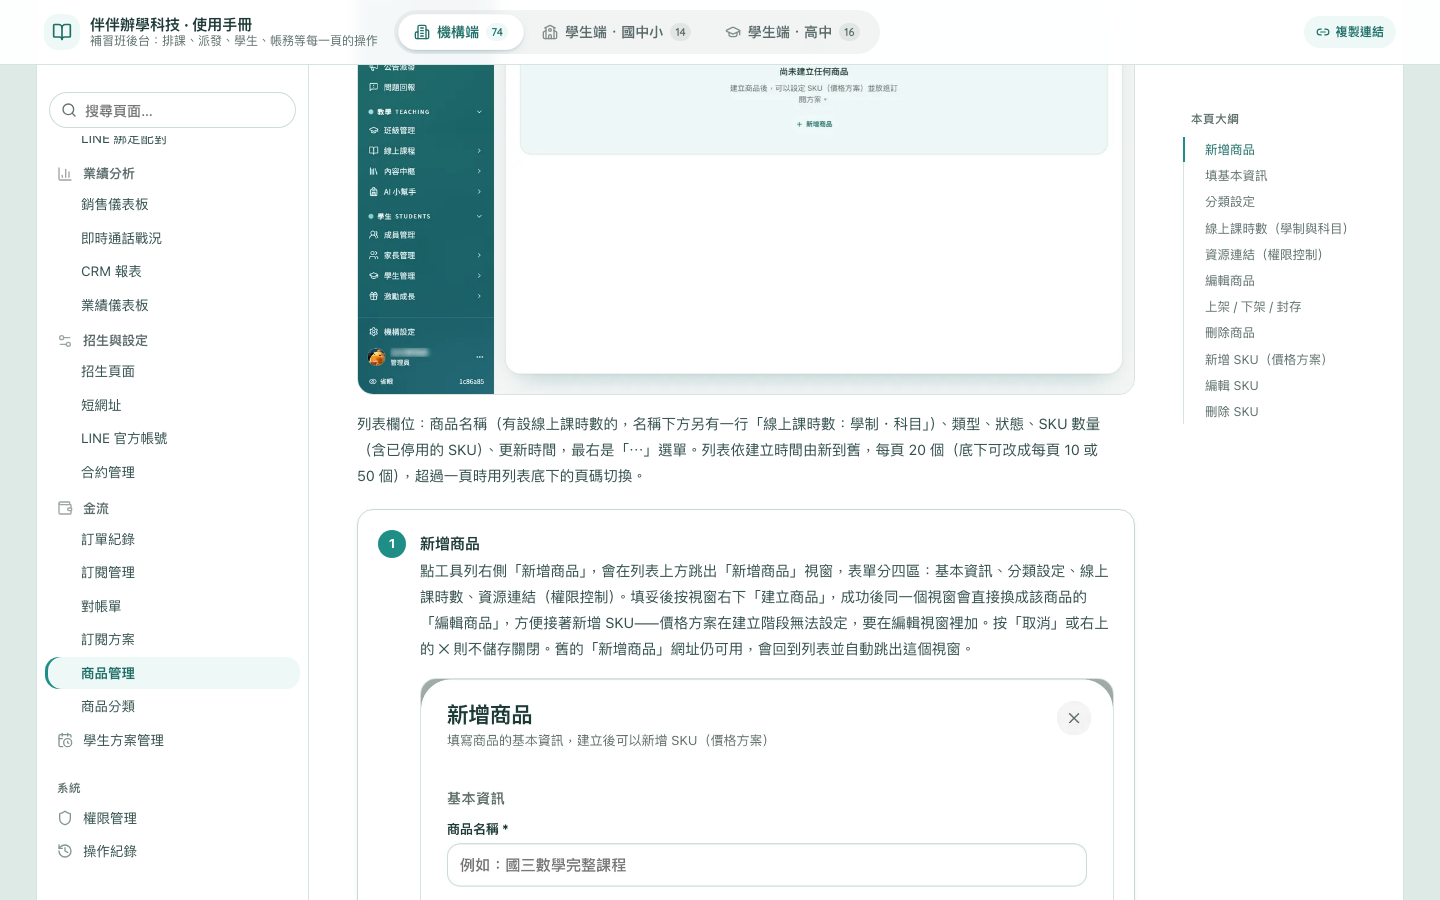 伴伴辦學科技 · 使用手冊
補習班後台：排課、派發、學生、帳務等每一頁的操作
機構端 74
學生端 · 國中小 14
學生端 · 高中 16
複製連結
搜尋頁面...
LINE 綁定配對
業績分析
銷售儀表板
即時通話戰況
CRM 報表
業績儀表板
招生與設定
招生頁面
短網址
LINE 官方帳號
合約管理
金流
訂單紀錄
訂閱管理
對帳單
訂閱方案
商品管理
商品分類
學生方案管理
系統
權限管理
操作紀錄
公告派發
問題回報
教學 TEACHING
班級管理
線上課程
內容中樞
AI 小幫手
學生 STUDENTS
成員管理
家長管理
學生管理
激勵成長
機構設定
管理員
省眼 1c86a85
尚未建立任何商品
建立商品後，可以設定 SKU（價格方案）並放進訂
閱方案。
+ 新增商品
列表欄位：商品名稱（有設線上課時數的，名稱下方另有一行「線上課時數：學制 · 科目」）、類型、狀態、SKU 數量
（含已停用的 SKU）、更新時間，最右是「⋯」選單。列表依建立時間由新到舊，每頁 20 個（底下可改成每頁 10 或
50 個），超過一頁時用列表底下的頁碼切換。
1 新增商品
點工具列右側「新增商品」，會在列表上方跳出「新增商品」視窗，表單分四區：基本資訊、分類設定、線上
課時數、資源連結（權限控制）。填妥後按視窗右下「建立商品」，成功後同一個視窗會直接換成該商品的
「編輯商品」，方便接著新增 SKU——價格方案在建立階段無法設定，要在編輯視窗裡加。按「取消」或右上
的 ✕ 則不儲存關閉。舊的「新增商品」網址仍可用，會回到列表並自動跳出這個視窗。
新增商品
填寫商品的基本資訊，建立後可以新增 SKU（價格方案）
基本資訊
商品名稱 *
例如：國三數學完整課程
本頁大綱
新增商品
填基本資訊
分類設定
線上課時數（學制與科目）
資源連結（權限控制）
編輯商品
上架 / 下架 / 封存
刪除商品
新增 SKU（價格方案）
編輯 SKU
刪除 SKU